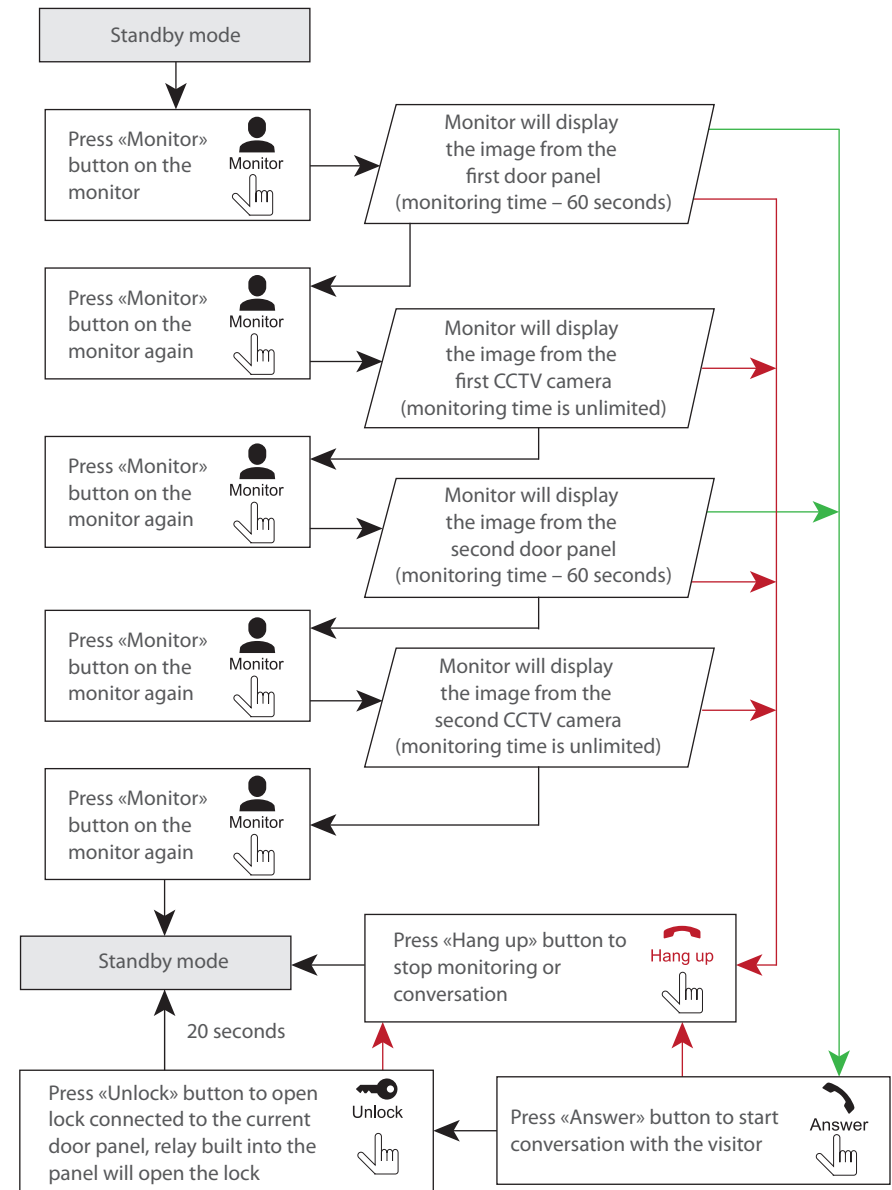 Standby mode
Press «Monitor»
button on the
monitor
Monitor
Monitor will display
the image from the
first door panel
(monitoring time – 60 seconds)
Press «Monitor»
button on the
monitor again
Monitor
Monitor will display
the image from the
first CCTV camera
(monitoring time is unlimited)
Press «Monitor»
button on the
monitor again
Monitor
Monitor will display
the image from the
second door panel
(monitoring time – 60 seconds)
Press «Monitor»
button on the
monitor again
Monitor
Monitor will display
the image from the
second CCTV camera
(monitoring time is unlimited)
Press «Monitor»
button on the
monitor again
Monitor
Standby mode
Press «Hang up» button to
stop monitoring or
conversation
Hang up
20 seconds
Press «Unlock» button to open
lock connected to the current
door panel, relay built into the
panel will open the lock
Unlock
Press «Answer» button to start
conversation with the visitor
Answer